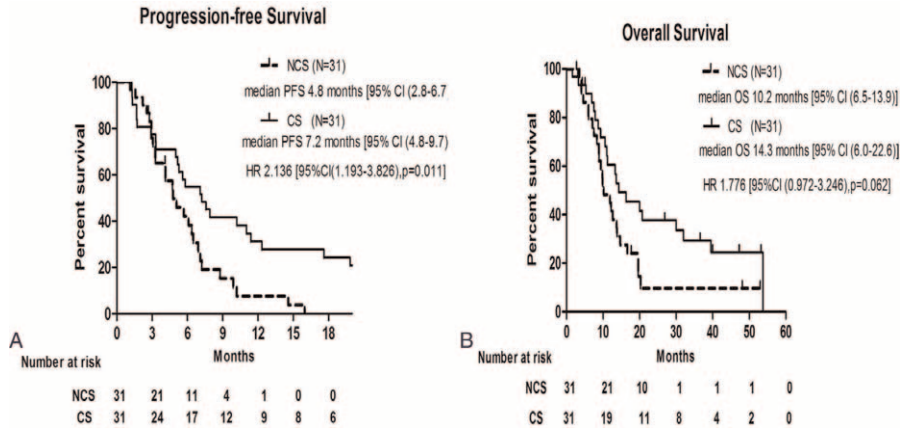 Progression-free Survival
NCS (N=31)
median PFS 4.8 months [95% CI (2.8-6.7
CS (N=31)
median PFS 7.2 months [95% CI (4.8-9.7)
HR 2.136 [95%CI(1.193-3.826),p=0.011]
Percent survival
100
80
60
40
20
0
0 3 6 9 12 15 18
Months
A
Number at risk
NCS 31 21 11 4 1 0 0
CS 31 24 17 12 9 8 6
Overall Survival
NCS (N=31)
median OS 10.2 months [95% CI (6.5-13.9)]
CS (N=31)
median OS 14.3 months [95% CI (6.0-22.6)]
HR 1.776 [95%CI (0.972-3.246),p=0.062]
Percent survival
100
80
60
40
20
0
0 10 20 30 40 50 60
Months
B
Number at risk
NCS 31 21 10 1 1 1 0
CS 31 19 11 8 4 2 0